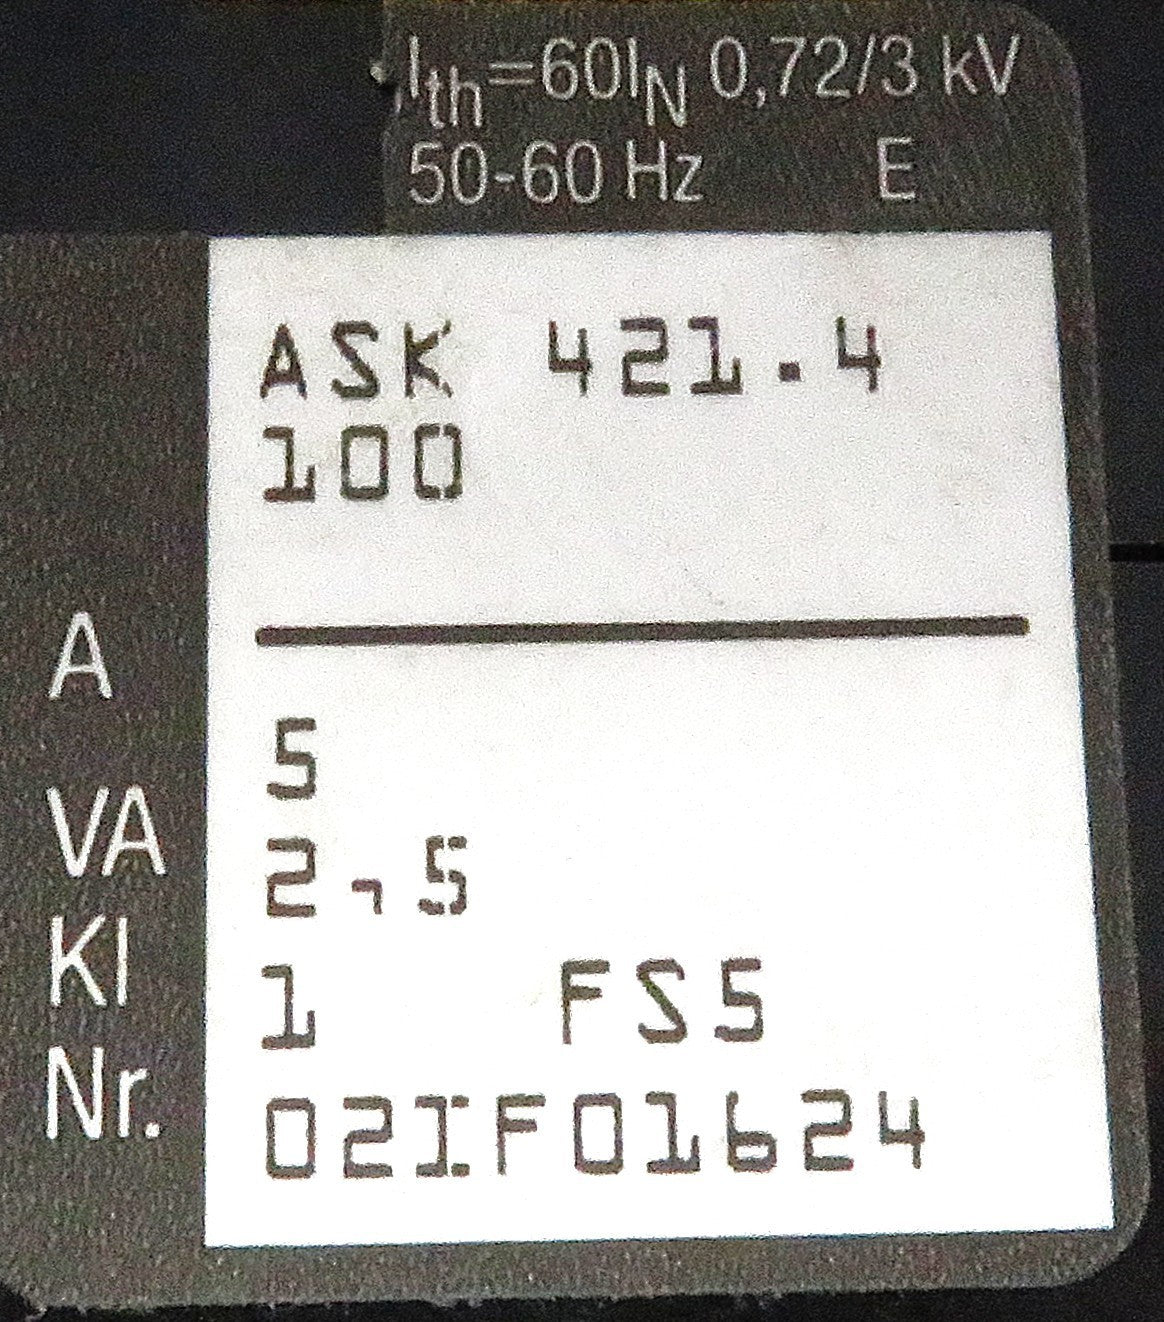 Ith=60IN 0,72/3 kV
50-60 Hz E
ASK 421.4
100
A
5
VA 2,5
Kl 1 FS5
Nr. 02IF01624